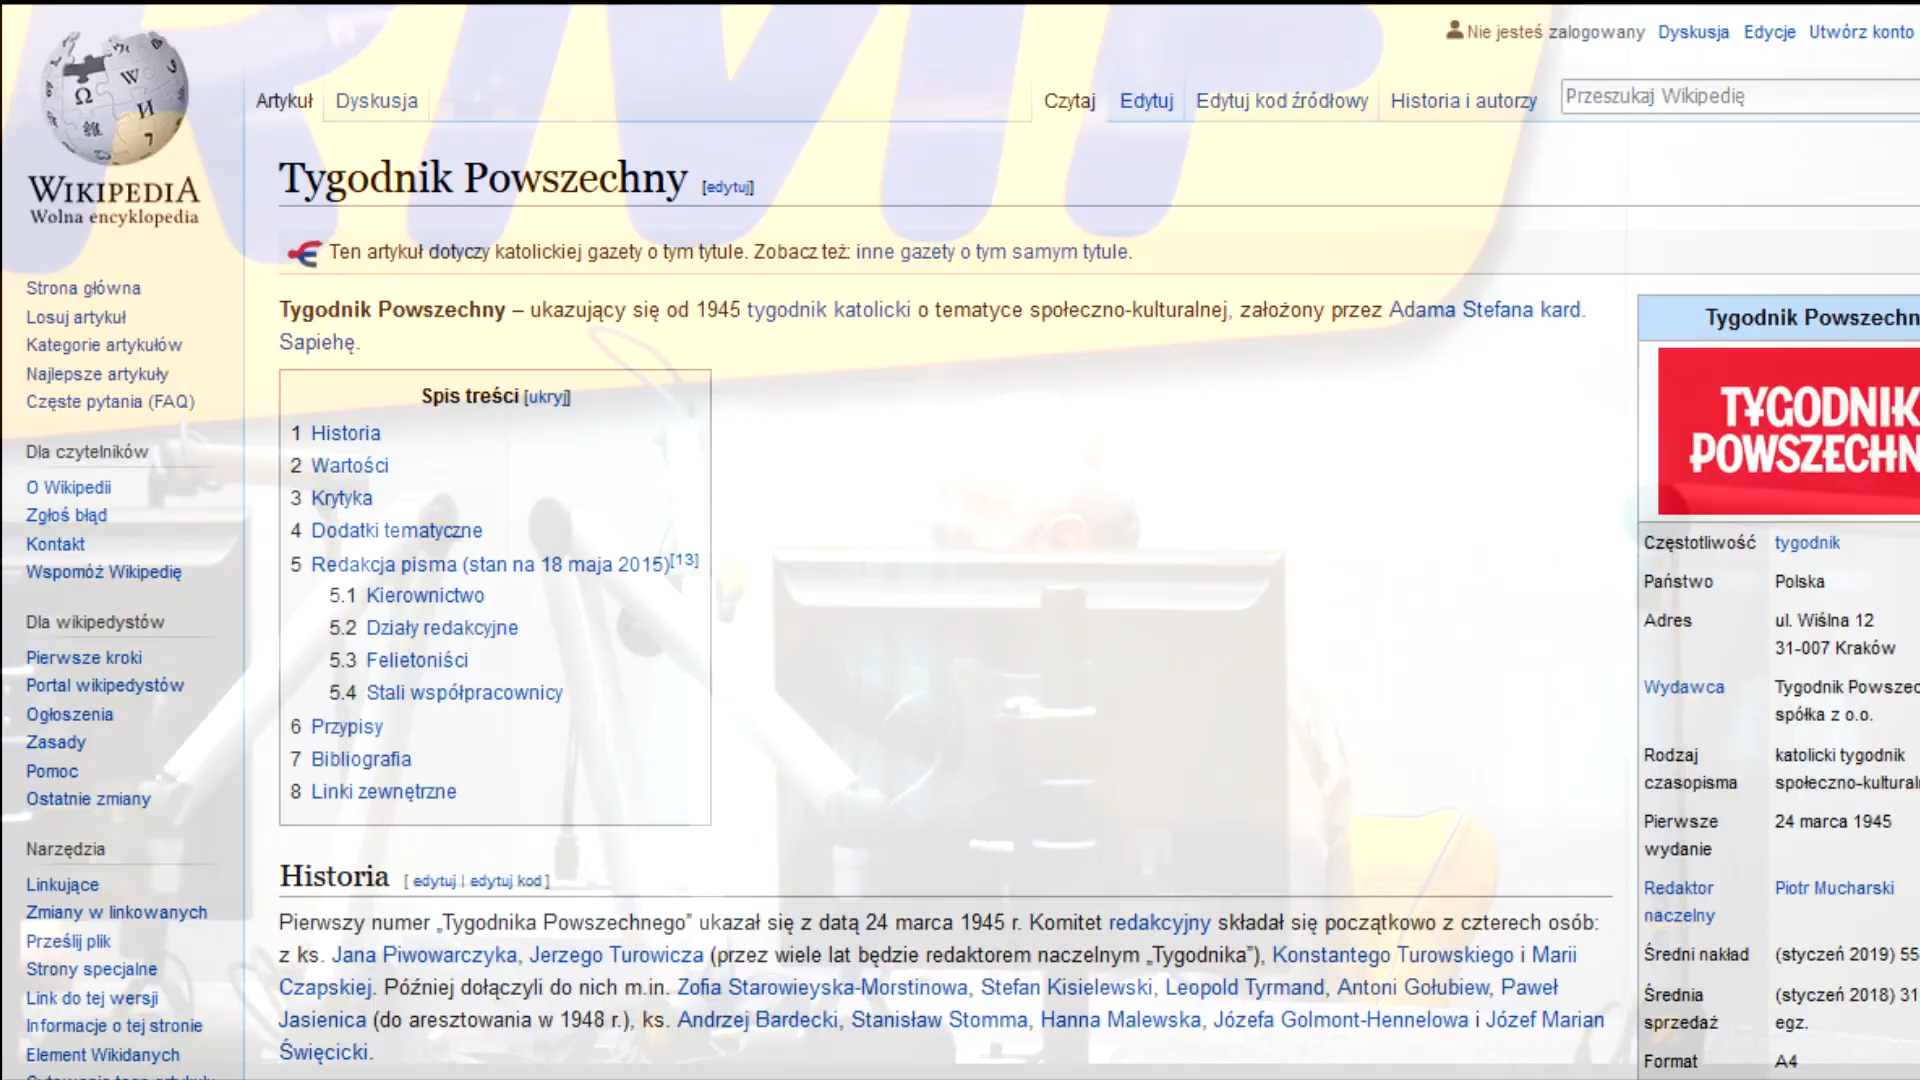 RMF
Nie jesteś zalogowany Dyskusja Edycje Utwórz konto
WIKIPEDIA
Wolna encyklopedia
Artykuł Dyskusja Czytaj Edytuj Edytuj kod źródłowy Historia i autorzy Przeszukaj Wikipedię
Tygodnik Powszechny [edytuj]
Ten artykuł dotyczy katolickiej gazety o tym tytule. Zobacz też: inne gazety o tym samym tytule.
Tygodnik Powszechny – ukazujący się od 1945 tygodnik katolicki o tematyce społeczno-kulturalnej, założony przez Adama Stefana kard.
Sapiehę.
Spis treści [ukryj]
1 Historia
2 Wartości
3 Krytyka
4 Dodatki tematyczne
5 Redakcja pisma (stan na 18 maja 2015)[13]
5.1 Kierownictwo
5.2 Działy redakcyjne
5.3 Felietoniści
5.4 Stali współpracownicy
6 Przypisy
7 Bibliografia
8 Linki zewnętrzne
Historia [ edytuj | edytuj kod ]
Pierwszy numer „Tygodnika Powszechnego” ukazał się z datą 24 marca 1945 r. Komitet redakcyjny składał się początkowo z czterech osób:
z ks. Jana Piwowarczyka, Jerzego Turowicza (przez wiele lat będzie redaktorem naczelnym „Tygodnika”), Konstantego Turowskiego i Marii
Czapskiej. Później dołączyli do nich m.in. Zofia Starowieyska-Morstinowa, Stefan Kisielewski, Leopold Tyrmand, Antoni Gołubiew, Paweł
Jasienica (do aresztowania w 1948 r.), ks. Andrzej Bardecki, Stanisław Stomma, Hanna Malewska, Józefa Golmont-Hennelowa i Józef Marian
Święcicki.
Strona główna
Losuj artykuł
Kategorie artykułów
Najlepsze artykuły
Częste pytania (FAQ)
Dla czytelników
O Wikipedii
Zgłoś błąd
Kontakt
Wspomóż Wikipedię
Dla wikipedystów
Pierwsze kroki
Portal wikipedystów
Ogłoszenia
Zasady
Pomoc
Ostatnie zmiany
Narzędzia
Linkujące
Zmiany w linkowanych
Prześlij plik
Strony specjalne
Link do tej wersji
Informacje o tej stronie
Element Wikidanych
Tygodnik Powszechn
TYGODNIK
POWSZECHN
Częstotliwość tygodnik
Państwo Polska
Adres ul. Wiślna 12
31-007 Kraków
Wydawca Tygodnik Powszec
spółka z o.o.
Rodzaj katolicki tygodnik
czasopisma społeczno-kultural
Pierwsze 24 marca 1945
wydanie
Redaktor Piotr Mucharski
naczelny
Średni nakład (styczeń 2019) 55
Średnia (styczeń 2018) 31
sprzedaż egz.
Format A4